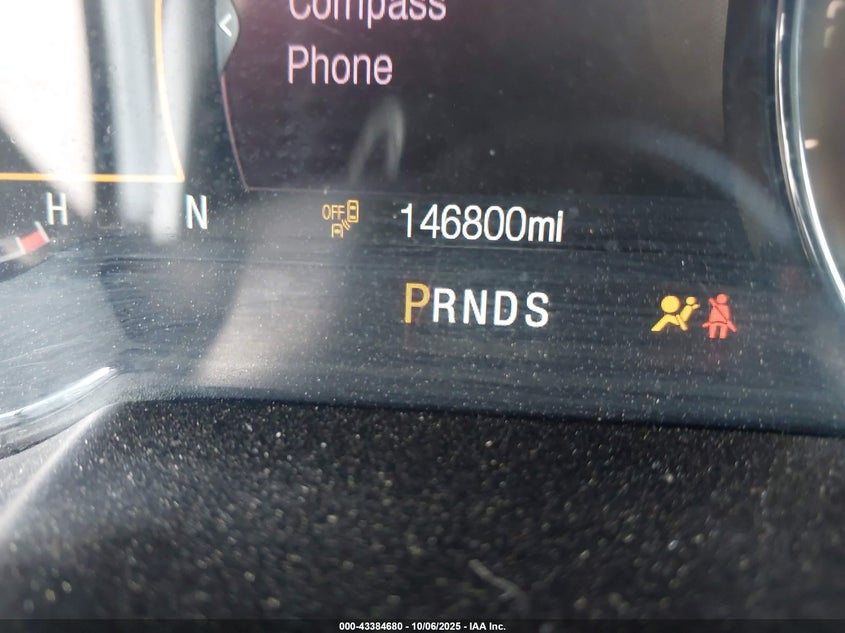 Compass
Phone
H
N
OFF
146800mi
PRNDS
000-43384680 - 10/06/2025 - IAA Inc.